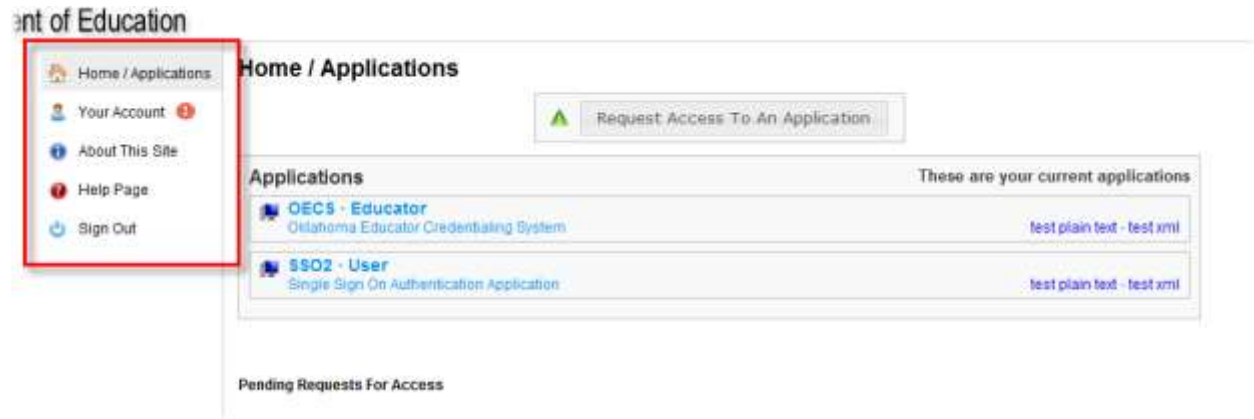 ent of Education
Home / Applications
Your Account
About This Site
Help Page
Sign Out
Home / Applications
Request Access To An Application
Applications
These are your current applications
OECS - Educator
Oklahoma Educator Credentialing System
test plain text - test xml
SSO2 - User
Single Sign On Authentication Application
test plain text - test xml
Pending Requests For Access